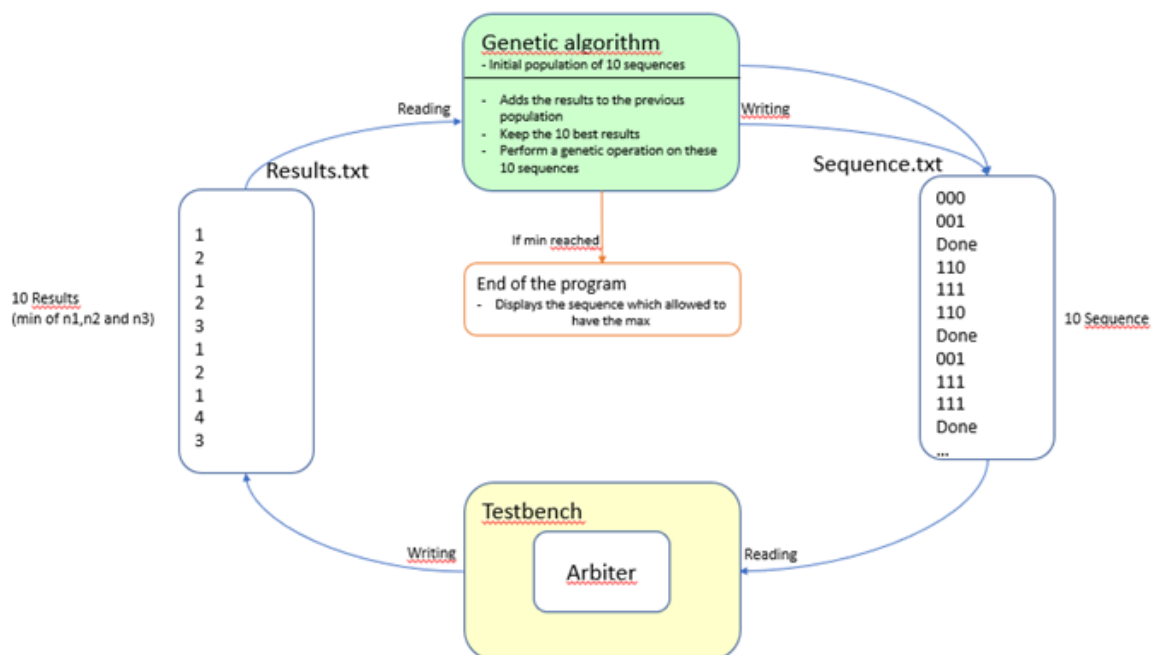 Genetic algorithm
- Initial population of 10 sequences
- Adds the results to the previous
population
- Keep the 10 best results
- Perform a genetic operation on these
10 sequences
Reading
Writing
Results.txt
Sequence.txt
1
2
1
2
3
1
2
1
4
3
10 Results
(min of n1,n2 and n3)
If min reached
End of the program
- Displays the sequence which allowed to
have the max
000
001
Done
110
111
110
Done
001
111
111
Done
...
10 Sequence
Testbench
Arbiter
Writing
Reading